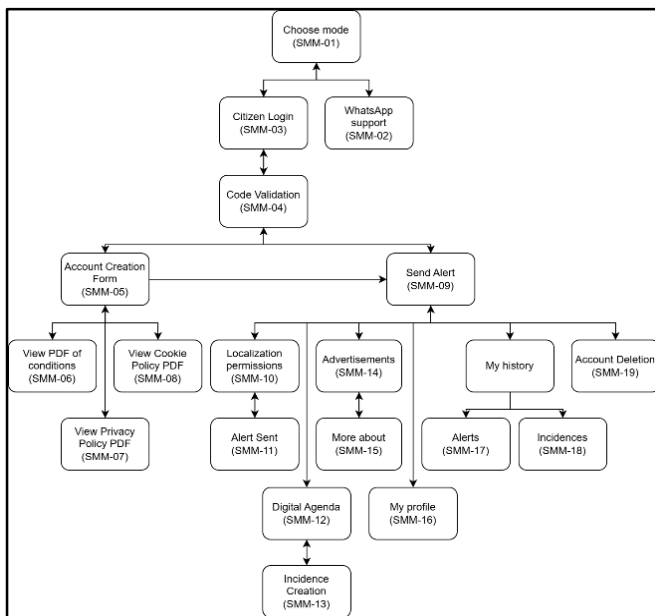 Choose mode
(SMM-01)
Citizen Login
(SMM-03)
WhatsApp
support
(SMM-02)
Code Validation
(SMM-04)
Account Creation
Form
(SMM-05)
Send Alert
(SMM-09)
View PDF of
conditions
(SMM-06)
View Cookie
Policy PDF
(SMM-08)
Localization
permissions
(SMM-10)
Advertisements
(SMM-14)
My history
Account Deletion
(SMM-19)
View Privacy
Policy PDF
(SMM-07)
Alert Sent
(SMM-11)
More about
(SMM-15)
Alerts
(SMM-17)
Incidences
(SMM-18)
Digital Agenda
(SMM-12)
My profile
(SMM-16)
Incidence
Creation
(SMM-13)